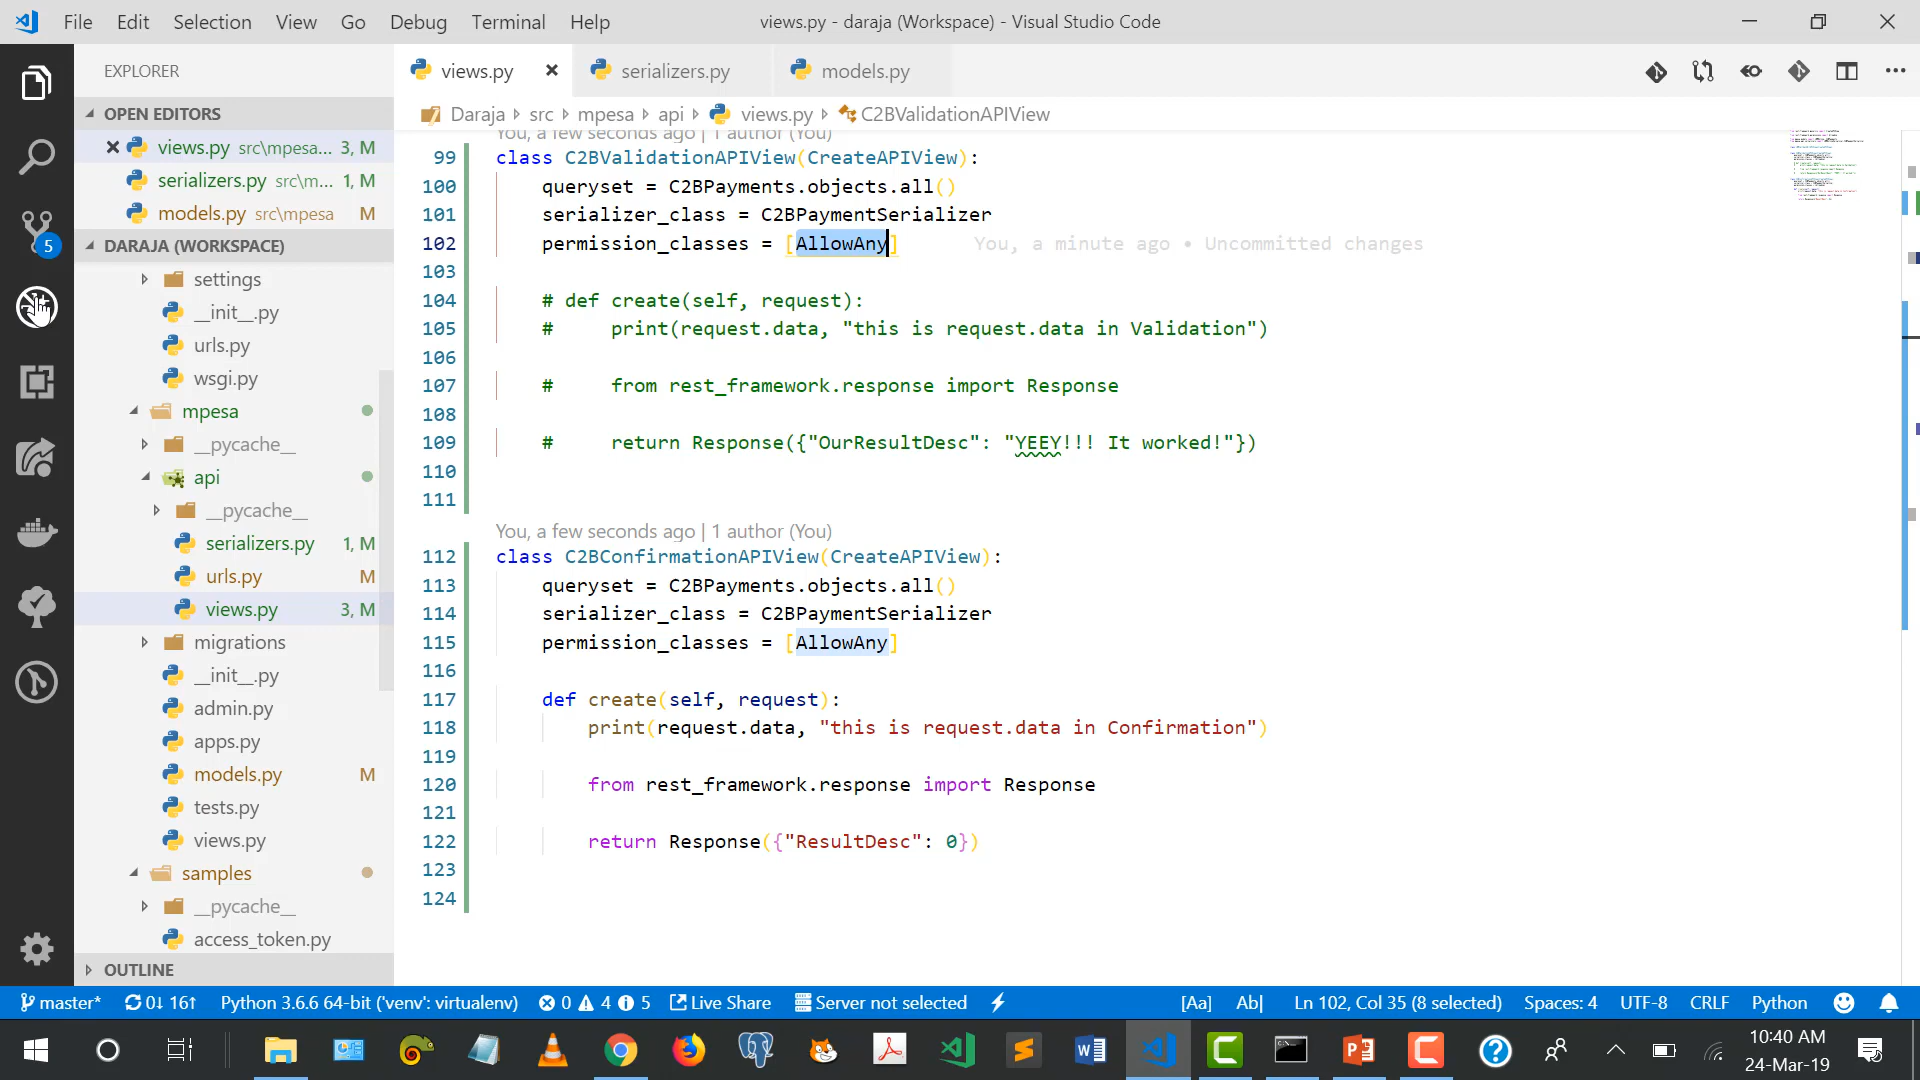 File Edit Selection View Go Debug Terminal Help
views.py - daraja (Workspace) - Visual Studio Code
EXPLORER
OPEN EDITORS
views.py src\mpesa... 3, M
serializers.py src\m... 1, M
models.py src\mpesa M
DARAJA (WORKSPACE)
settings
__init__.py
urls.py
wsgi.py
mpesa
__pycache__
api
__pycache__
serializers.py 1, M
urls.py M
views.py 3, M
migrations
__init__.py
admin.py
apps.py
models.py M
tests.py
views.py
samples
__pycache__
access_token.py
OUTLINE
5
views.py serializers.py models.py
Daraja src mpesa api views.py C2BValidationAPIView
You, a few seconds ago | 1 author (You)
99 class C2BValidationAPIView(CreateAPIView):
100 queryset = C2BPayments.objects.all()
101 serializer_class = C2BPaymentSerializer
102 permission_classes = [AllowAny] You, a minute ago • Uncommitted changes
103
104 # def create(self, request):
105 # print(request.data, "this is request.data in Validation")
106
107 # from rest_framework.response import Response
108
109 # return Response({"OurResultDesc": "YEEY!!! It worked!"})
110
111
You, a few seconds ago | 1 author (You)
112 class C2BConfirmationAPIView(CreateAPIView):
113 queryset = C2BPayments.objects.all()
114 serializer_class = C2BPaymentSerializer
115 permission_classes = [AllowAny]
116
117 def create(self, request):
118 print(request.data, "this is request.data in Confirmation")
119
120 from rest_framework.response import Response
121
122 return Response({"ResultDesc": 0})
123
124
master* 0↓ 16↑ Python 3.6.6 64-bit ('venv': virtualenv) 0 4 5 Live Share Server not selected [Aa] Ab| Ln 102, Col 35 (8 selected) Spaces: 4 UTF-8 CRLF Python
10:40 AM
24-Mar-19